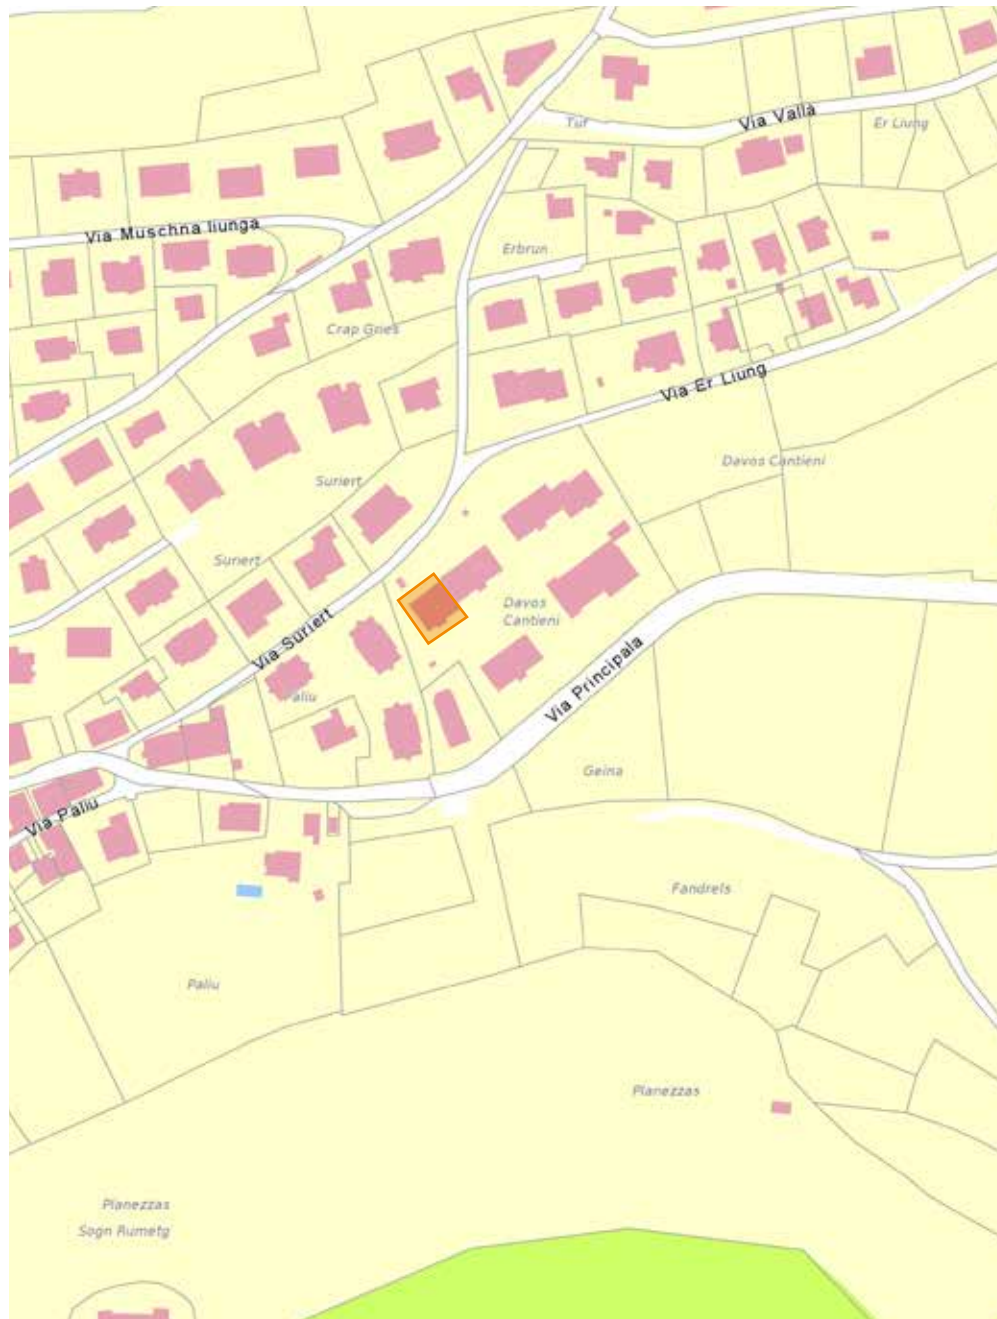 Via Valla
Tuf
Er Liung
Via Muschna liunga
Erbrun
Crap Gries
Via Er Liung
Davos Cantieni
Suriert
Suriert
Davos
Cantieni
Via Suriert
Via Principala
Paliu
Geina
Via Paliu
Fandrels
Paliu
Planezzas
Planezzas
Sogn Rumetg